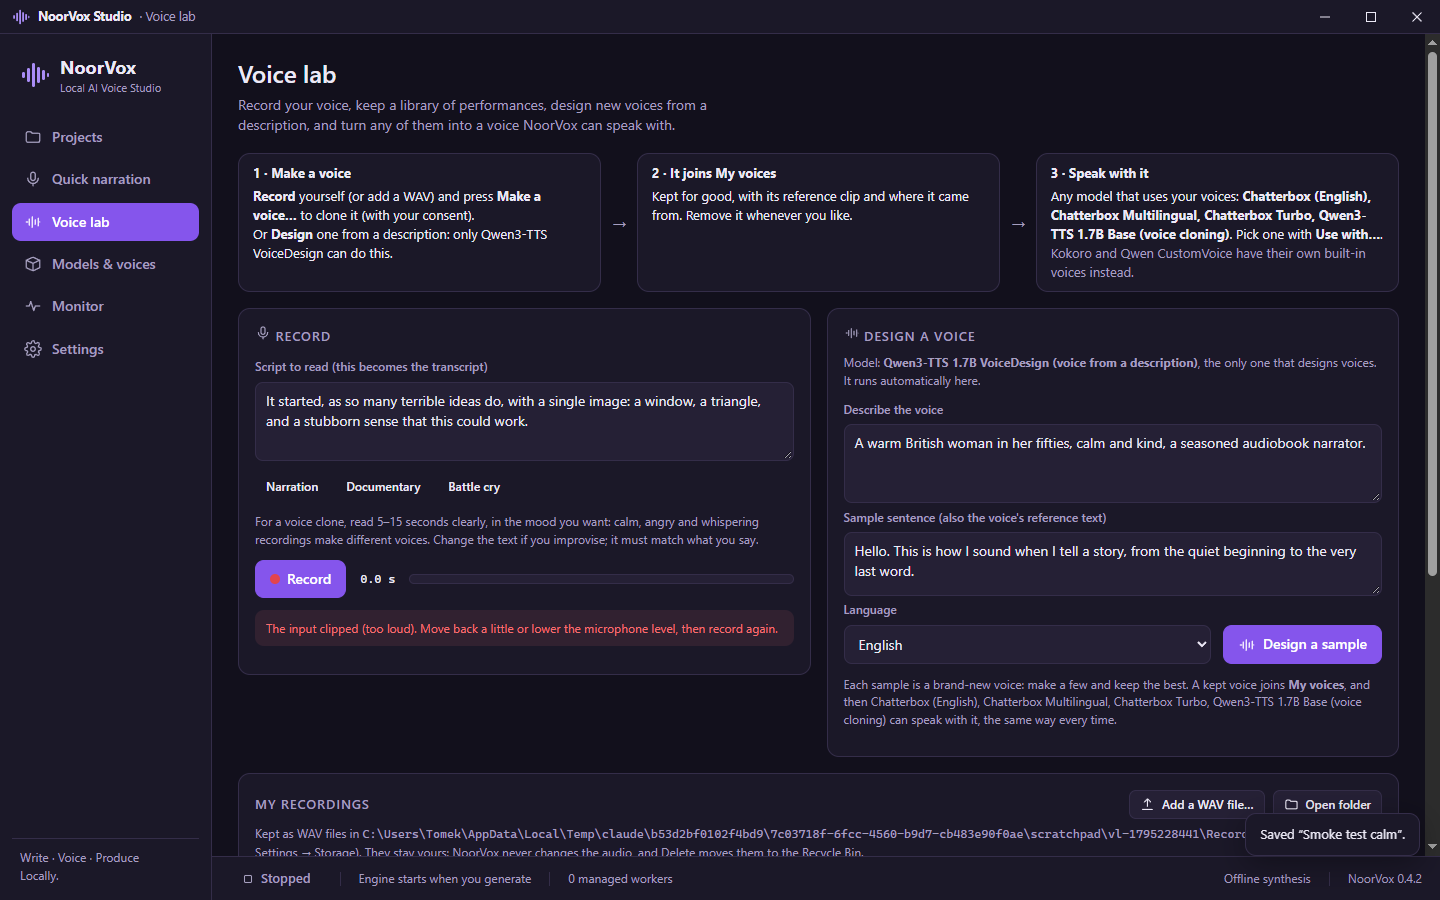 NoorVox Studio · Voice lab
NoorVox
Local AI Voice Studio
Projects
Quick narration
Voice lab
Models & voices
Monitor
Settings
Write · Voice · Produce
Locally.
Voice lab
Record your voice, keep a library of performances, design new voices from a
description, and turn any of them into a voice NoorVox can speak with.
1 · Make a voice
Record yourself (or add a WAV) and press Make a
voice… to clone it (with your consent).
Or Design one from a description: only Qwen3-TTS
VoiceDesign can do this.
→
2 · It joins My voices
Kept for good, with its reference clip and where it came
from. Remove it whenever you like.
→
3 · Speak with it
Any model that uses your voices: Chatterbox (English),
Chatterbox Multilingual, Chatterbox Turbo, Qwen3-
TTS 1.7B Base (voice cloning). Pick one with Use with….
Kokoro and Qwen CustomVoice have their own built-in
voices instead.
RECORD
Script to read (this becomes the transcript)
It started, as so many terrible ideas do, with a single image: a window, a triangle,
and a stubborn sense that this could work.
Narration Documentary Battle cry
For a voice clone, read 5–15 seconds clearly, in the mood you want: calm, angry and whispering
recordings make different voices. Change the text if you improvise; it must match what you say.
Record 0.0 s
The input clipped (too loud). Move back a little or lower the microphone level, then record again.
DESIGN A VOICE
Model: Qwen3-TTS 1.7B VoiceDesign (voice from a description), the only one that designs voices.
It runs automatically here.
Describe the voice
A warm British woman in her fifties, calm and kind, a seasoned audiobook narrator.
Sample sentence (also the voice's reference text)
Hello. This is how I sound when I tell a story, from the quiet beginning to the very
last word.
Language
English
Design a sample
Each sample is a brand-new voice: make a few and keep the best. A kept voice joins My voices, and
then Chatterbox (English), Chatterbox Multilingual, Chatterbox Turbo, Qwen3-TTS 1.7B Base (voice
cloning) can speak with it, the same way every time.
MY RECORDINGS
Add a WAV file…
Open folder
Kept as WAV files in C:\Users\Tomek\AppData\Local\Temp\claude\b53d2bf0102f4bd9\7c03718f-6fcc-4560-b9d7-cb483e90f0ae\scratchpad\vl-1795228441\Recor
Settings → Storage). They stay yours: NoorVox never changes the audio, and Delete moves them to the Recycle Bin.
Saved “Smoke test calm”.
Stopped
Engine starts when you generate
0 managed workers
Offline synthesis
NoorVox 0.4.2